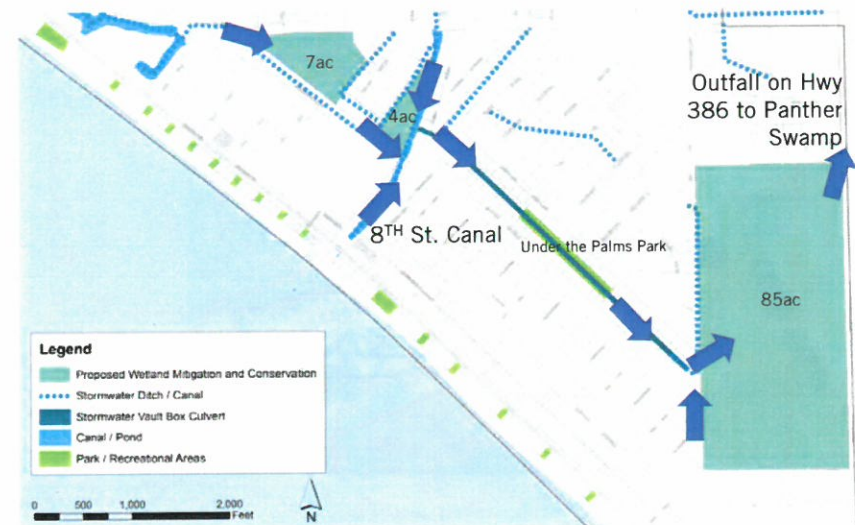 7ac
4ac
Outfall on Hwy
386 to Panther
Swamp
8TH St. Canal
Under the Palms Park
85ac
Legend
Proposed Wetland Mitigation and Conservation
Stormwater Ditch / Canal
Stormwater Vault Box Culvert
Canal / Pond
Park / Recreational Areas
0 500 1,000 2,000
Feet
N